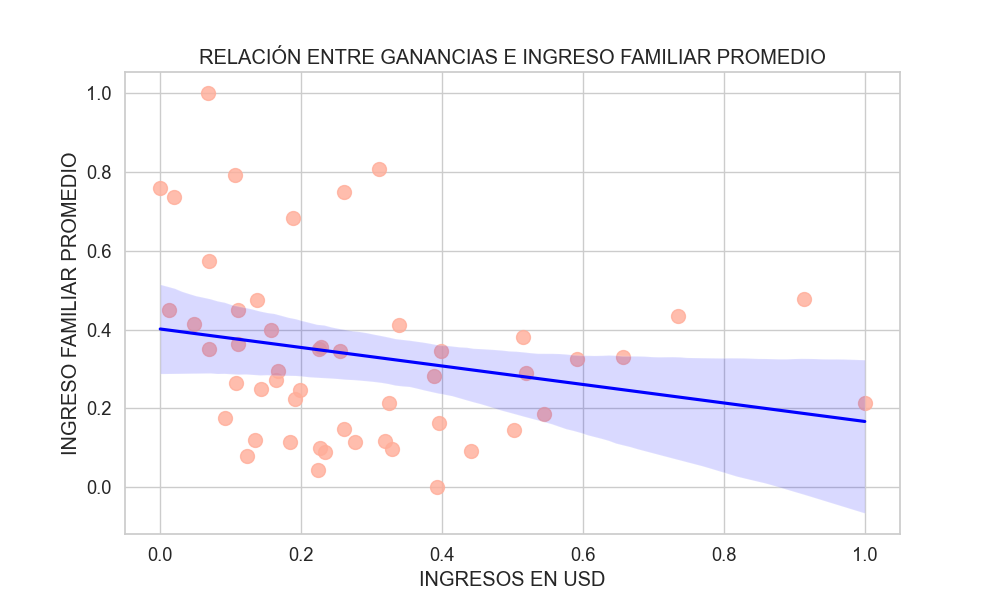 RELACIÓN ENTRE GANANCIAS E INGRESO FAMILIAR PROMEDIO
INGRESO FAMILIAR PROMEDIO
1.0
0.8
0.6
0.4
0.2
0.0
0.0 0.2 0.4 0.6 0.8 1.0
INGRESOS EN USD